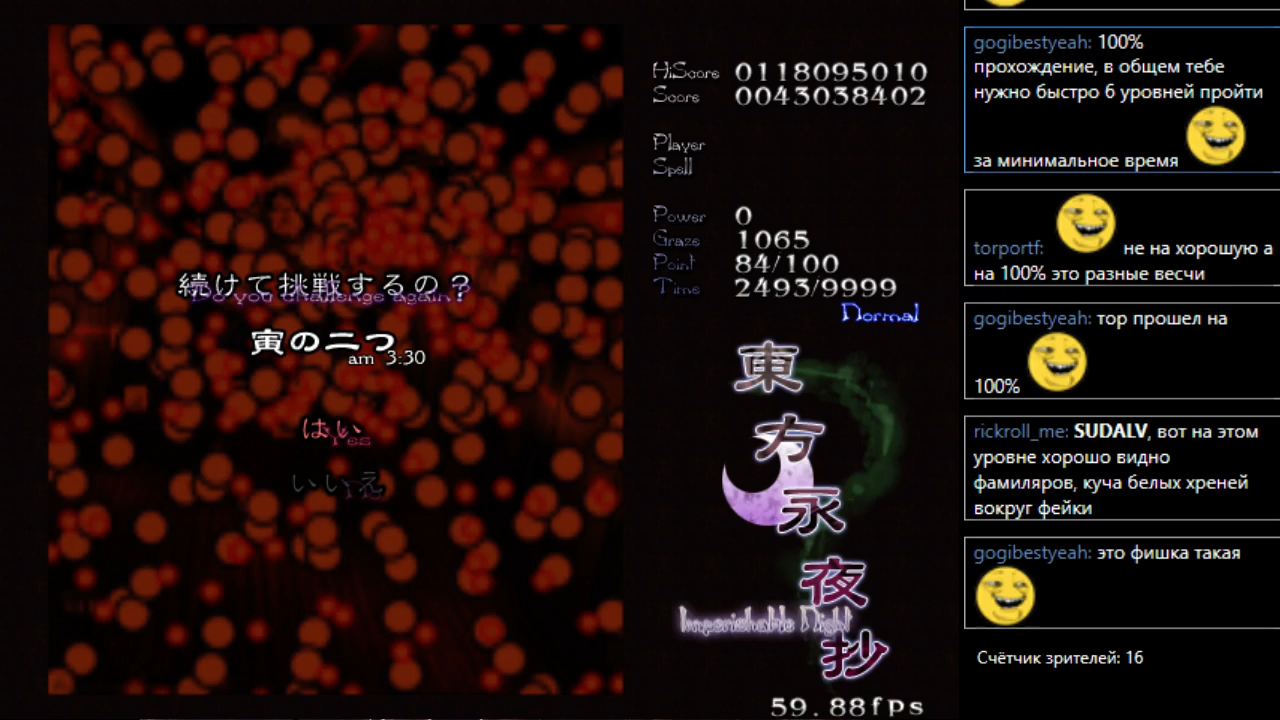 続けて挑戦するの？
Do you challenge again?
寅の二つ
am 3:30
はい
Yes
いいえ
HiScore 0118095010
Score 0043038402
Player
Spell
Power 0
Graze 1065
Point 84/100
Time 2493/9999
Normal
東方永夜抄
Imperishable Night
59.88fps
gogibestyeah: 100%
прохождение, в общем тебе
нужно быстро 6 уровней пройти
за минимальное время
torportf: не на хорошую а
на 100% это разные весчи
gogibestyeah: тор прошел на
100%
rickroll_me: SUDALV, вот на этом
уровне хорошо видно
фамиляров, куча белых хреней
вокруг фейки
gogibestyeah: это фишка такая
Счётчик зрителей: 16